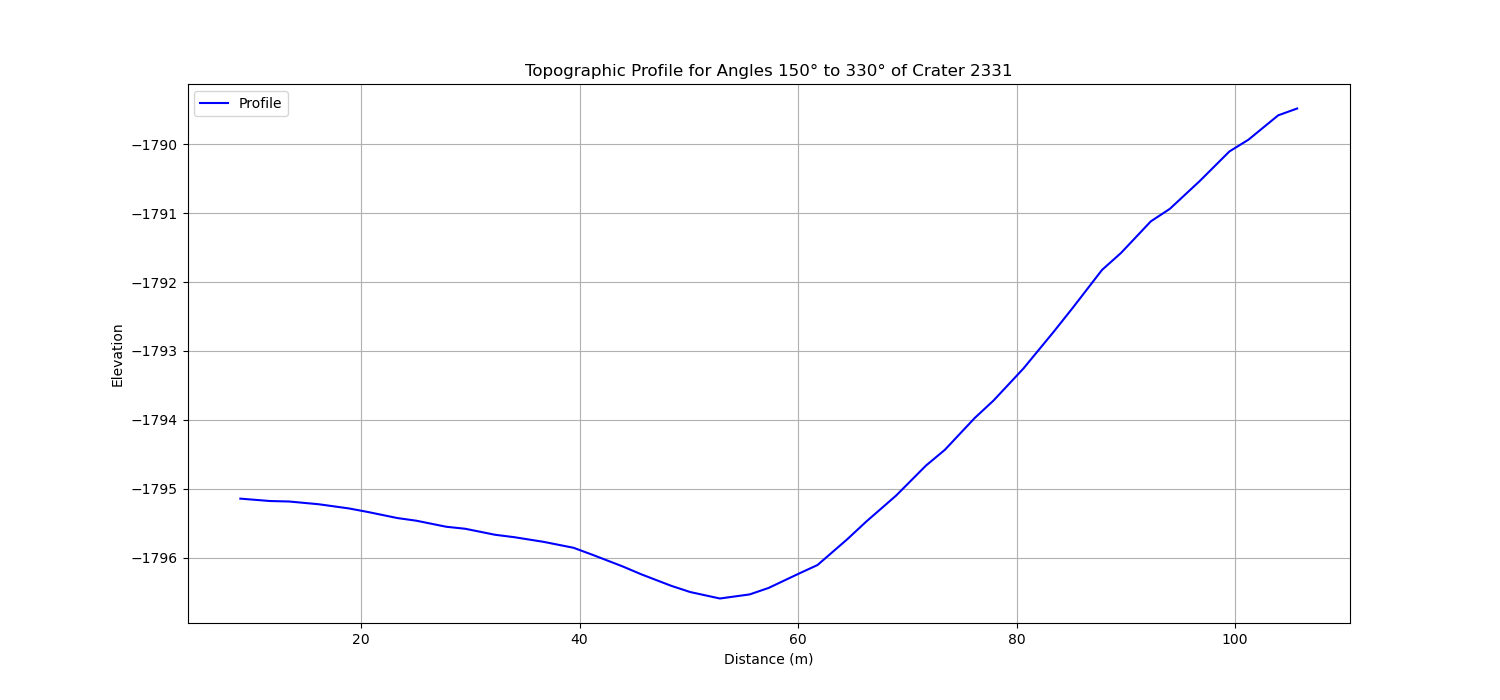 Topographic Profile for Angles 150° to 330° of Crater 2331
Profile
−1790
−1791
−1792
−1793
−1794
−1795
−1796
Elevation
20 40 60 80 100
Distance (m)